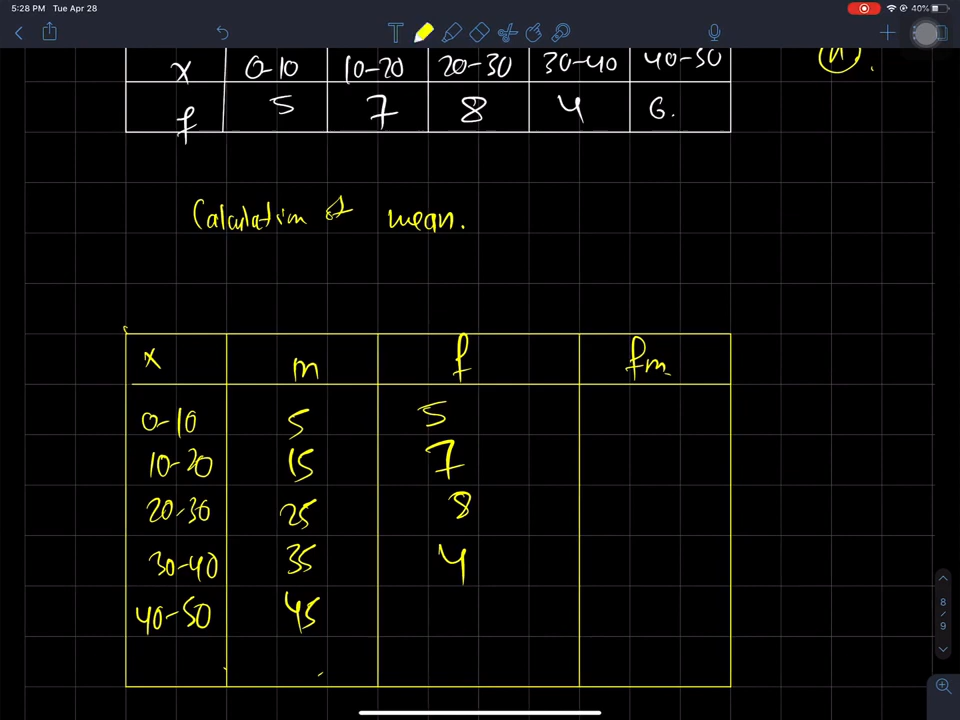 5:28 PM Tue Apr 28
40%
x 0-10 10-20 20-30 30-40 40-50
f 5 7 8 4 6.
Calculation of mean.
x m f fm
0-10 5 5
10-20 15 7
20-30 25 8
30-40 35 4
40-50 45
8
9